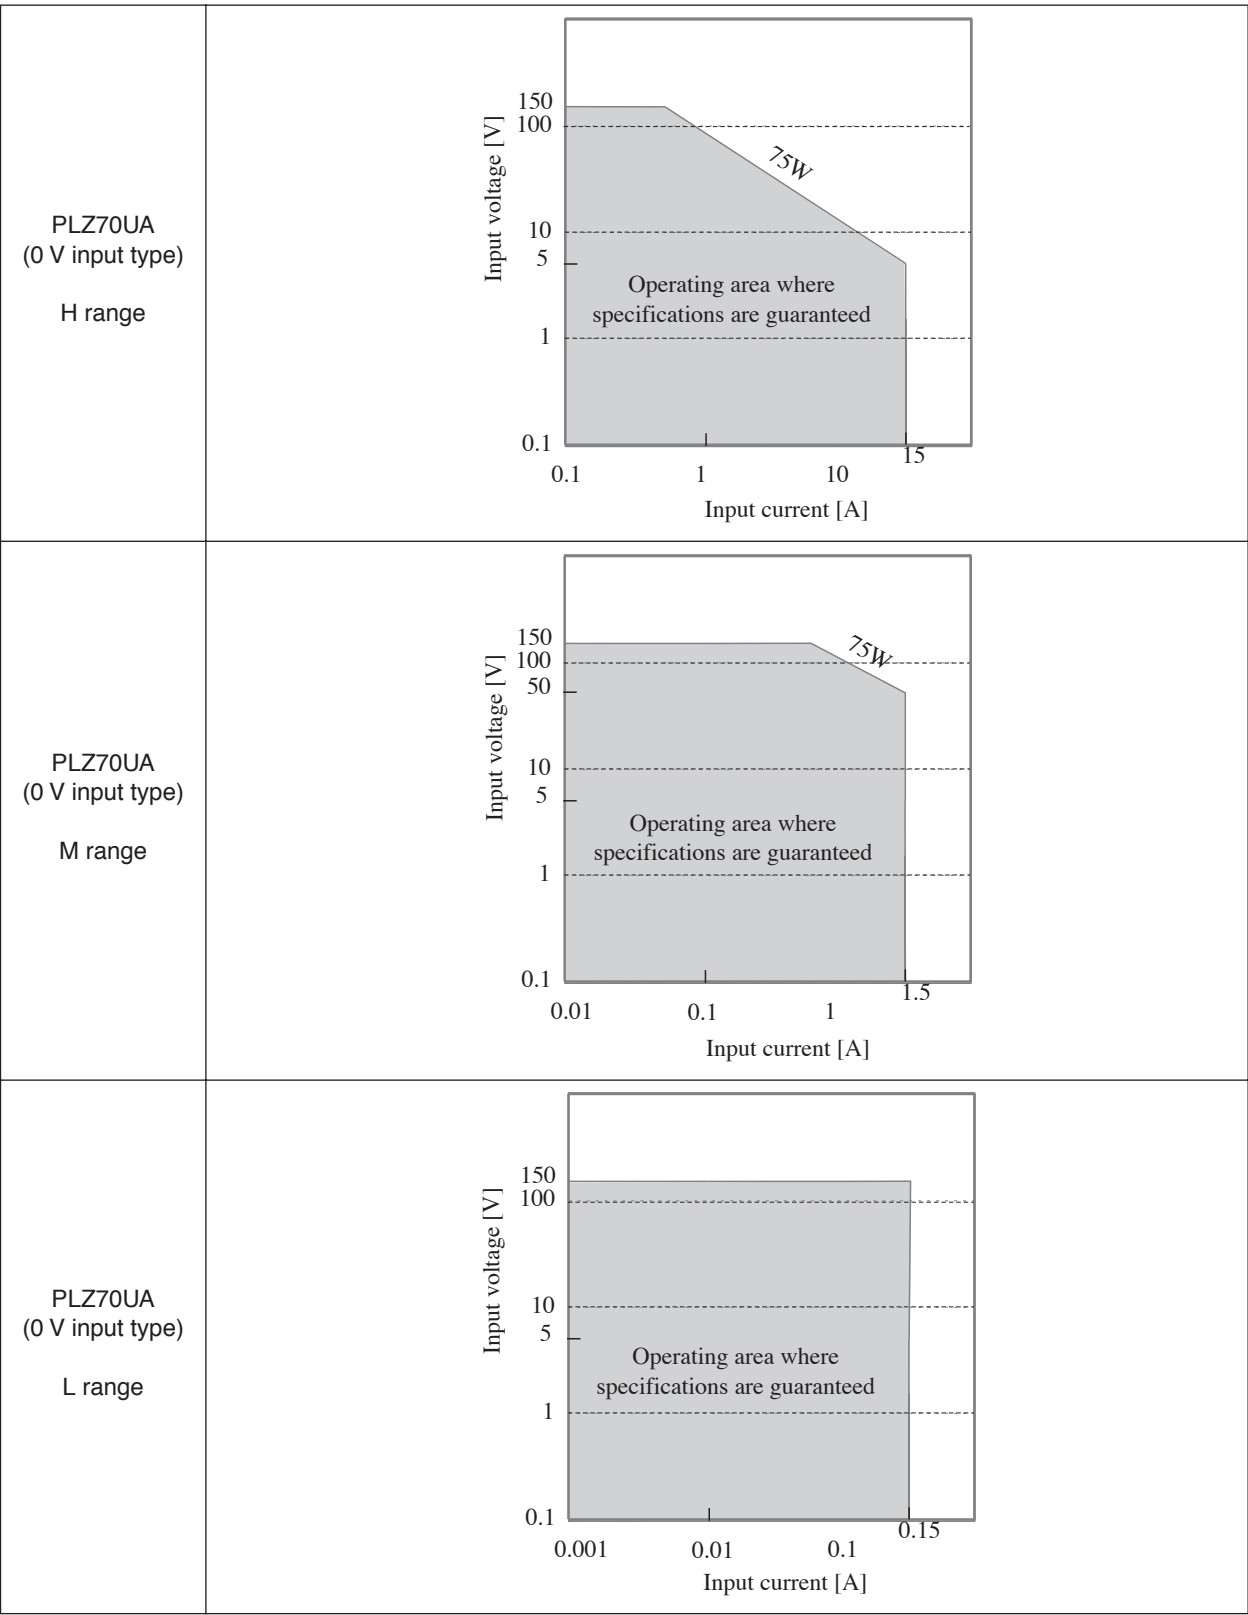 PLZ70UA
(0 V input type)
H range
Input voltage [V]
150
100
10
5
1
0.1
75W
Operating area where
specifications are guaranteed
15
0.1 1 10
Input current [A]
PLZ70UA
(0 V input type)
M range
Input voltage [V]
150
100
50
10
5
1
0.1
75W
Operating area where
specifications are guaranteed
1.5
0.01 0.1 1
Input current [A]
PLZ70UA
(0 V input type)
L range
Input voltage [V]
150
100
10
5
1
0.1
Operating area where
specifications are guaranteed
0.15
0.001 0.01 0.1
Input current [A]